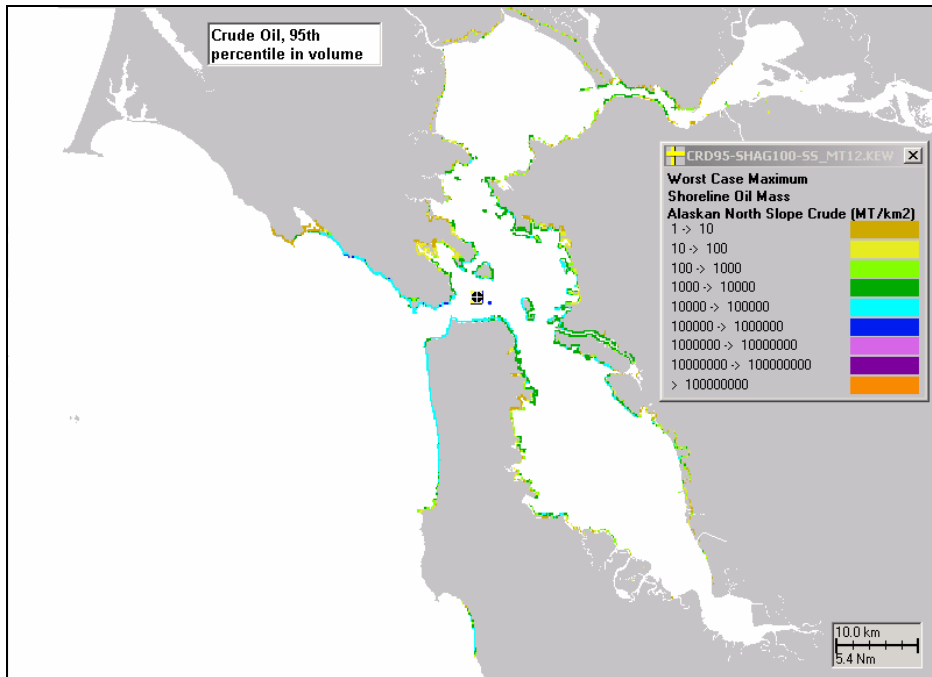 Crude Oil, 95th
percentile in volume
CRD95-SHAG100-SS_MT12.KEW
Worst Case Maximum
Shoreline Oil Mass
Alaskan North Slope Crude (MT/km2)
1 -> 10
10 -> 100
100 -> 1000
1000 -> 10000
10000 -> 100000
100000 -> 1000000
1000000 -> 10000000
10000000 -> 100000000
> 100000000
10.0 km
5.4 Nm